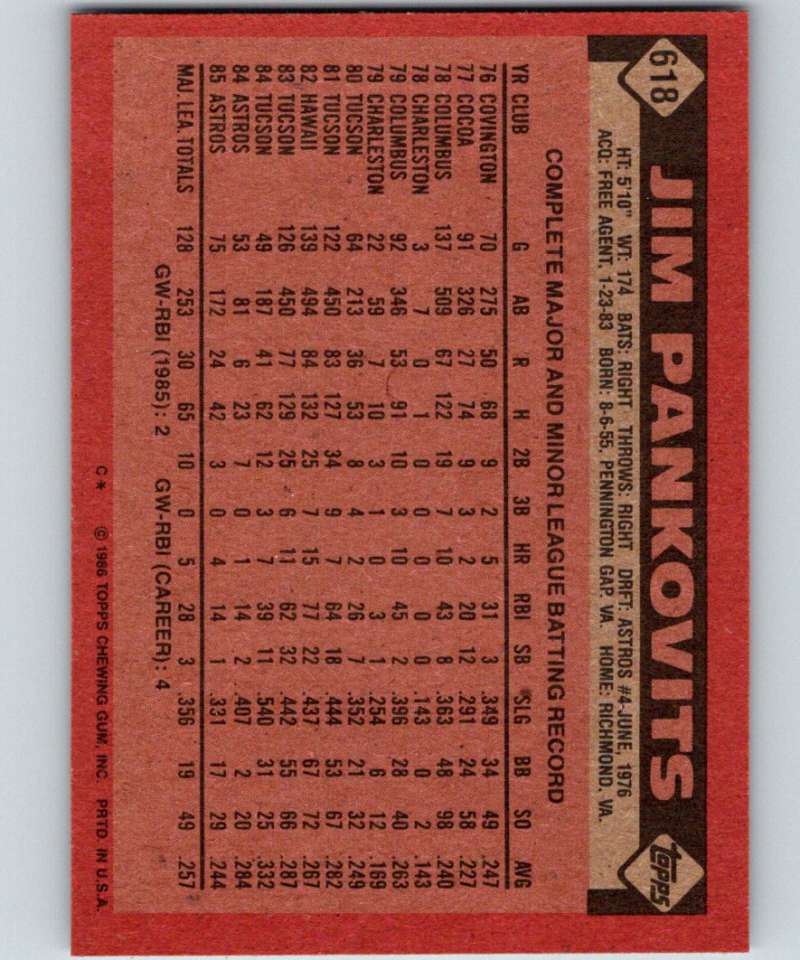 618 JIM PANKOVITS topps
HT: 5'10" WT: 174 BATS: RIGHT THROWS: RIGHT DRFT: ASTROS #4-JUNE, 1976
ACQ: FREE AGENT, 1-23-83 BORN: 8-6-55, PENNINGTON GAP, VA. HOME: RICHMOND, VA.
COMPLETE MAJOR AND MINOR LEAGUE BATTING RECORD
YR CLUB G AB R H 2B 3B HR RBI SB SLG BB SO AVG
76 COVINGTON 70 275 50 68 9 2 5 31 3 .349 34 49 .247
77 COCOA 91 326 27 74 9 3 2 20 12 .291 24 58 .227
78 COLUMBUS 137 509 67 122 19 7 10 43 8 .363 48 98 .240
78 CHARLESTON 3 7 0 1 0 0 0 0 0 .143 0 2 .143
79 COLUMBUS 92 346 53 91 10 3 10 45 2 .396 28 40 .263
79 CHARLESTON 22 59 7 10 3 1 0 3 1 .254 6 12 .169
80 TUCSON 64 213 36 53 8 4 2 26 7 .352 21 32 .249
81 TUCSON 122 450 83 127 34 9 7 64 18 .444 53 67 .282
82 HAWAII 139 494 84 132 25 7 15 77 22 .437 67 72 .267
83 TUCSON 126 450 77 129 25 6 11 62 32 .442 55 66 .287
84 TUCSON 49 187 41 62 12 3 7 39 11 .540 31 25 .332
84 ASTROS 53 81 6 23 7 0 1 14 2 .407 2 20 .284
85 ASTROS 75 172 24 42 3 0 4 14 1 .331 17 29 .244
MAJ. LEA. TOTALS 128 253 30 65 10 0 5 28 3 .356 19 49 .257
GW-RBI (1985): 2 GW-RBI (CAREER): 4
C* © 1986 TOPPS CHEWING GUM, INC. PRTD. IN U.S.A.